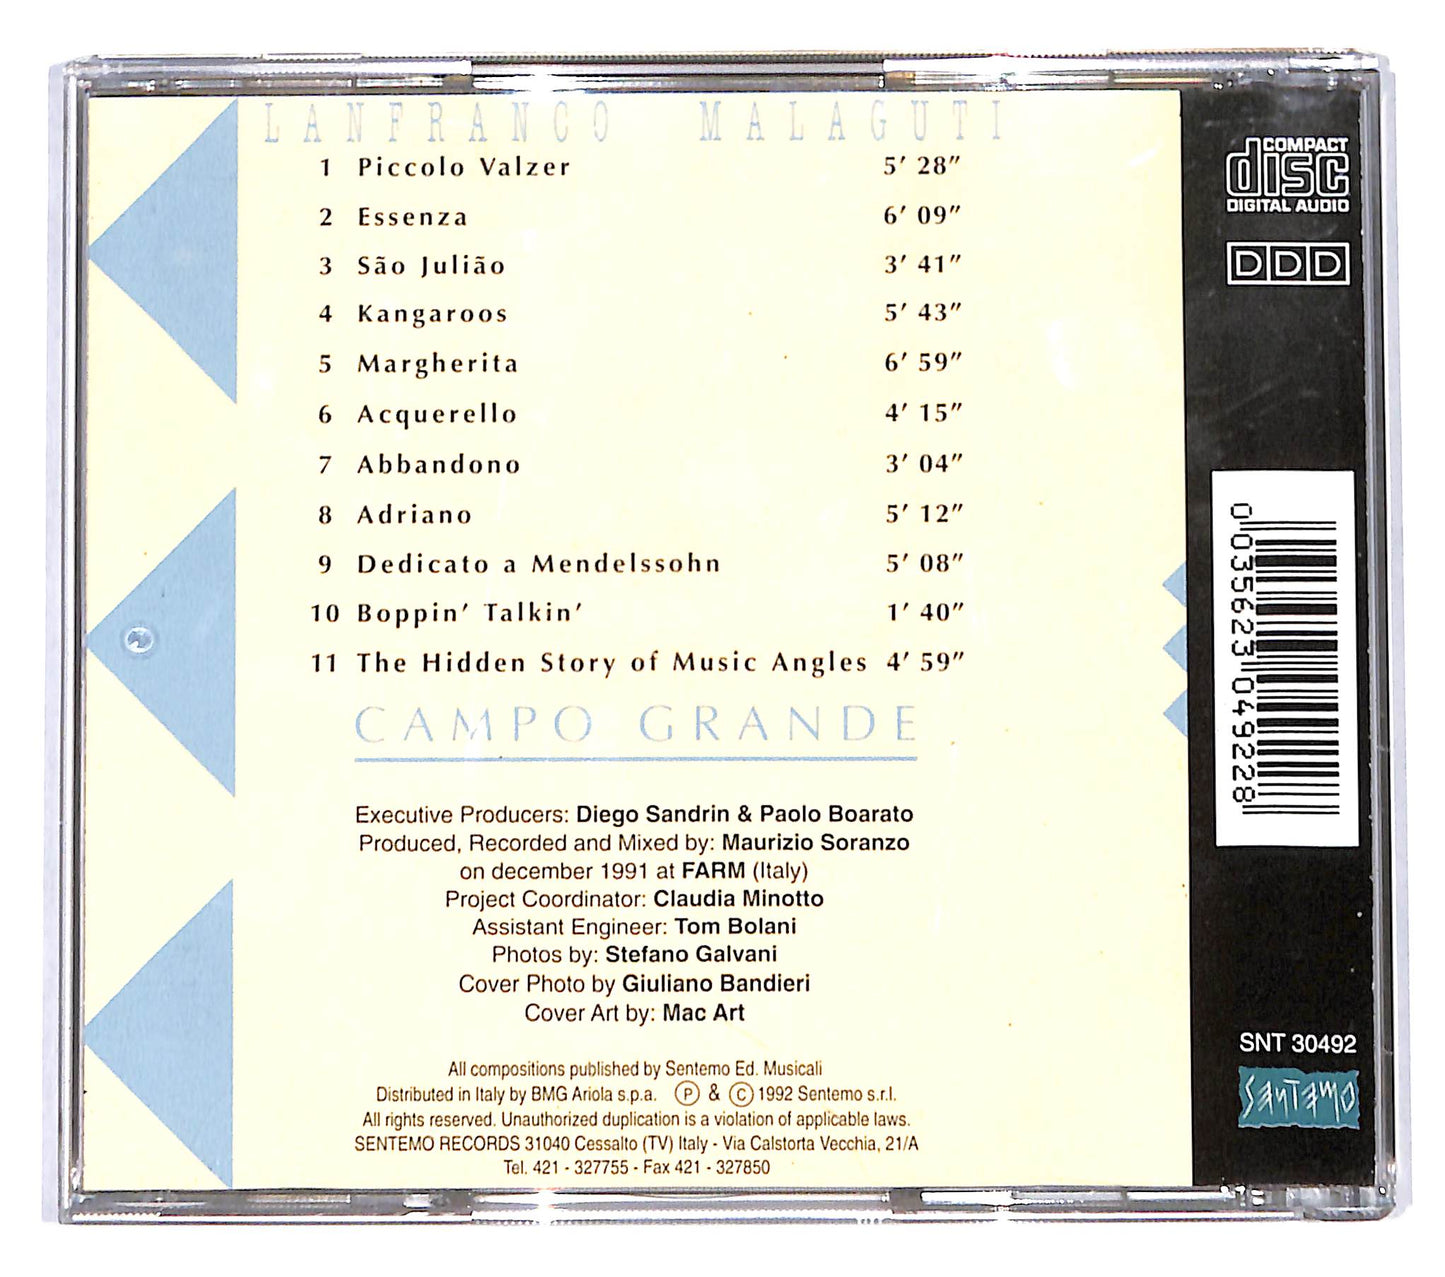 LANFRANCO MALAGUTI
1 Piccolo Valzer 5' 28"
2 Essenza 6' 09"
3 São Julião 3' 41"
4 Kangaroos 5' 43"
5 Margherita 6' 59"
6 Acquerello 4' 15"
7 Abbandono 3' 04"
8 Adriano 5' 12"
9 Dedicato a Mendelssohn 5' 08"
10 Boppin' Talkin' 1' 40"
11 The Hidden Story of Music Angles 4' 59"
CAMPO GRANDE
Executive Producers: Diego Sandrin & Paolo Boarato
Produced, Recorded and Mixed by: Maurizio Soranzo
on december 1991 at FARM (Italy)
Project Coordinator: Claudia Minotto
Assistant Engineer: Tom Bolani
Photos by: Stefano Galvani
Cover Photo by Giuliano Bandieri
Cover Art by: Mac Art
All compositions published by Sentemo Ed. Musicali
Distributed in Italy by BMG Ariola s.p.a. Ⓟ & Ⓒ 1992 Sentemo s.r.l.
All rights reserved. Unauthorized duplication is a violation of applicable laws.
SENTEMO RECORDS 31040 Cessalto (TV) Italy - Via Calstorta Vecchia, 21/A
Tel. 421 - 327755 - Fax 421 - 327850
COMPACT
disc
DIGITAL AUDIO
DDD
0035623049228
SNT 30492
Sentemo